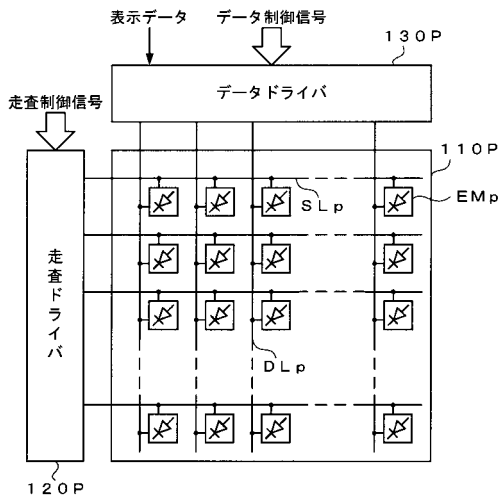 表示データ
データ制御信号
130P
データドライバ
走査制御信号
110P
SLp
EMp
走査ドライバ
DLp
120P